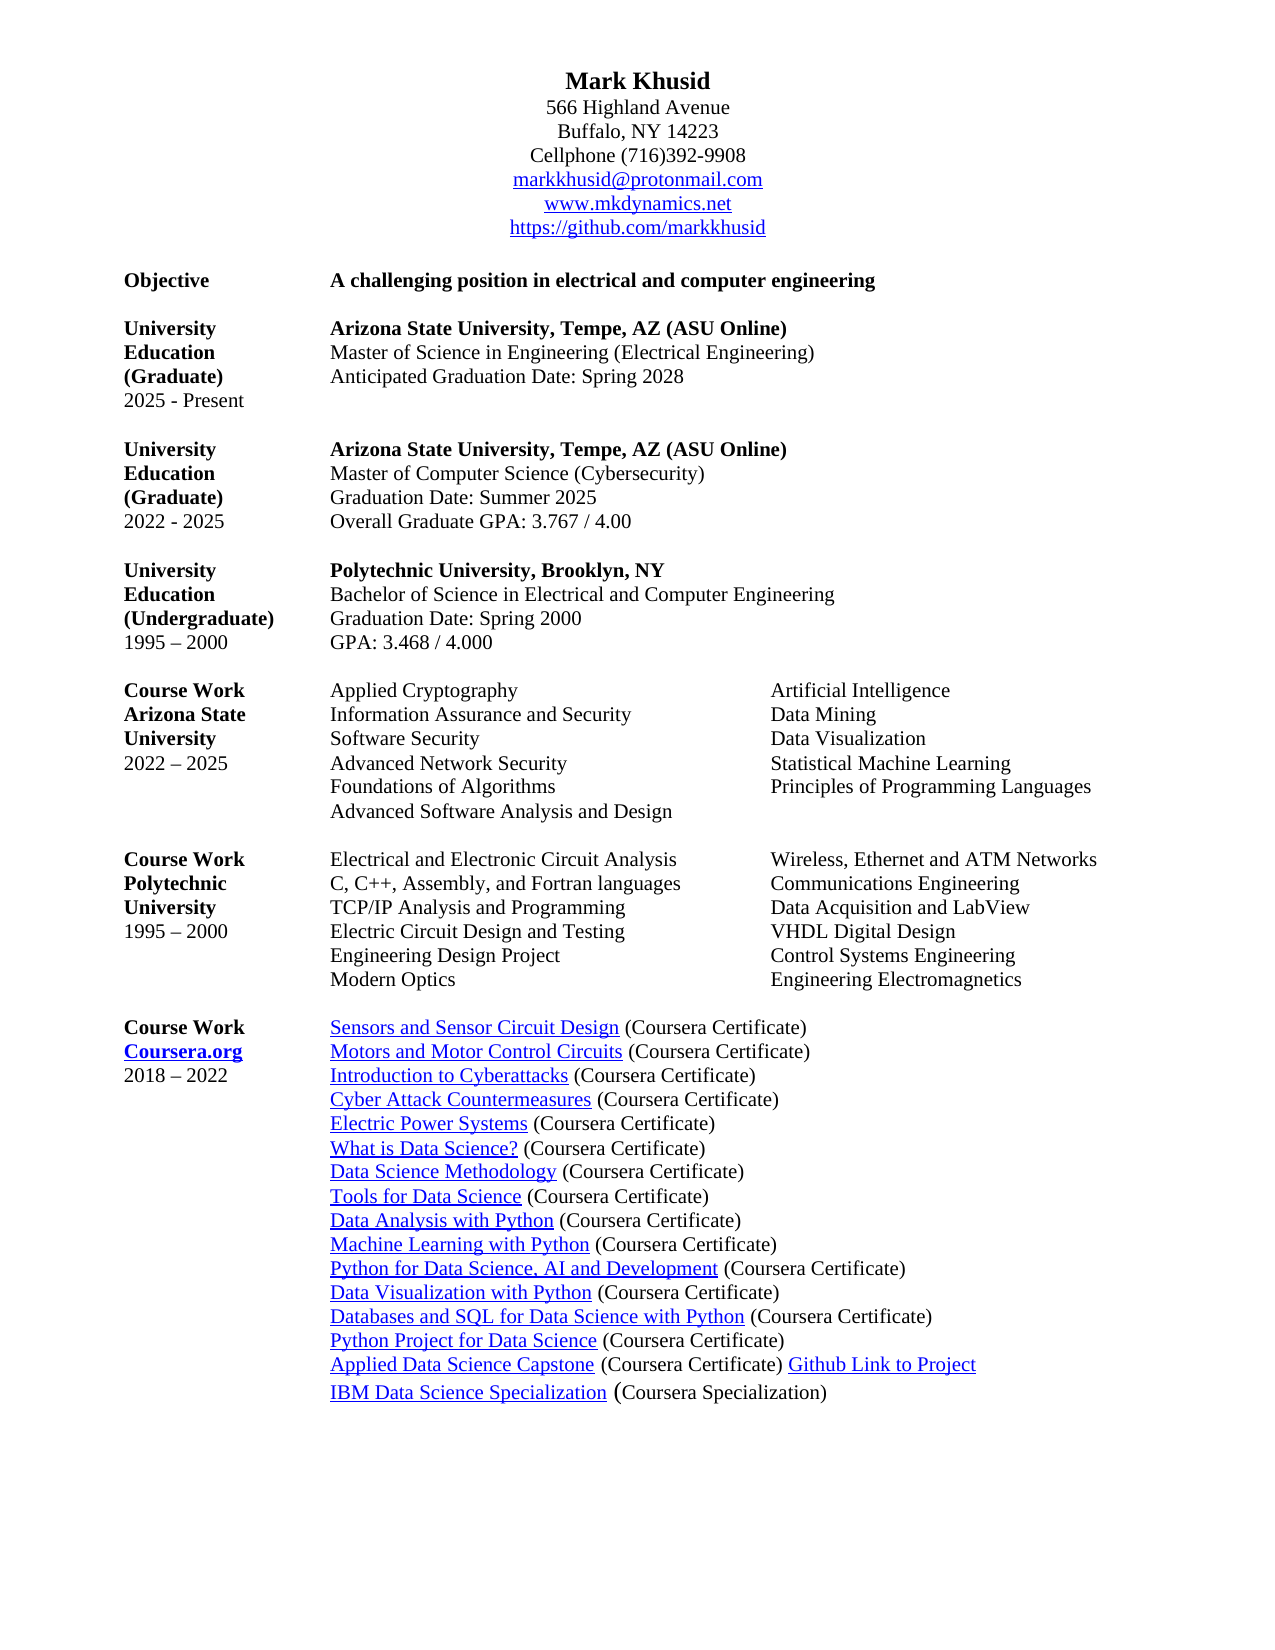 Mark Khusid
566 Highland Avenue
Buffalo, NY 14223
Cellphone (716)392-9908
markkhusid@protonmail.com
www.mkdynamics.net
https://github.com/markkhusid
Objective A challenging position in electrical and computer engineering
University Arizona State University, Tempe, AZ (ASU Online)
Education Master of Science in Engineering (Electrical Engineering)
(Graduate) Anticipated Graduation Date: Spring 2028
2025 - Present
University Arizona State University, Tempe, AZ (ASU Online)
Education Master of Computer Science (Cybersecurity)
(Graduate) Graduation Date: Summer 2025
2022 - 2025 Overall Graduate GPA: 3.767 / 4.00
University Polytechnic University, Brooklyn, NY
Education Bachelor of Science in Electrical and Computer Engineering
(Undergraduate) Graduation Date: Spring 2000
1995 – 2000 GPA: 3.468 / 4.000
Course Work Applied Cryptography Artificial Intelligence
Arizona State Information Assurance and Security Data Mining
University Software Security Data Visualization
2022 – 2025 Advanced Network Security Statistical Machine Learning
Foundations of Algorithms Principles of Programming Languages
Advanced Software Analysis and Design
Course Work Electrical and Electronic Circuit Analysis Wireless, Ethernet and ATM Networks
Polytechnic C, C++, Assembly, and Fortran languages Communications Engineering
University TCP/IP Analysis and Programming Data Acquisition and LabView
1995 – 2000 Electric Circuit Design and Testing VHDL Digital Design
Engineering Design Project Control Systems Engineering
Modern Optics Engineering Electromagnetics
Course Work Sensors and Sensor Circuit Design (Coursera Certificate)
Coursera.org Motors and Motor Control Circuits (Coursera Certificate)
2018 – 2022 Introduction to Cyberattacks (Coursera Certificate)
Cyber Attack Countermeasures (Coursera Certificate)
Electric Power Systems (Coursera Certificate)
What is Data Science? (Coursera Certificate)
Data Science Methodology (Coursera Certificate)
Tools for Data Science (Coursera Certificate)
Data Analysis with Python (Coursera Certificate)
Machine Learning with Python (Coursera Certificate)
Python for Data Science, AI and Development (Coursera Certificate)
Data Visualization with Python (Coursera Certificate)
Databases and SQL for Data Science with Python (Coursera Certificate)
Python Project for Data Science (Coursera Certificate)
Applied Data Science Capstone (Coursera Certificate) Github Link to Project
IBM Data Science Specialization (Coursera Specialization)